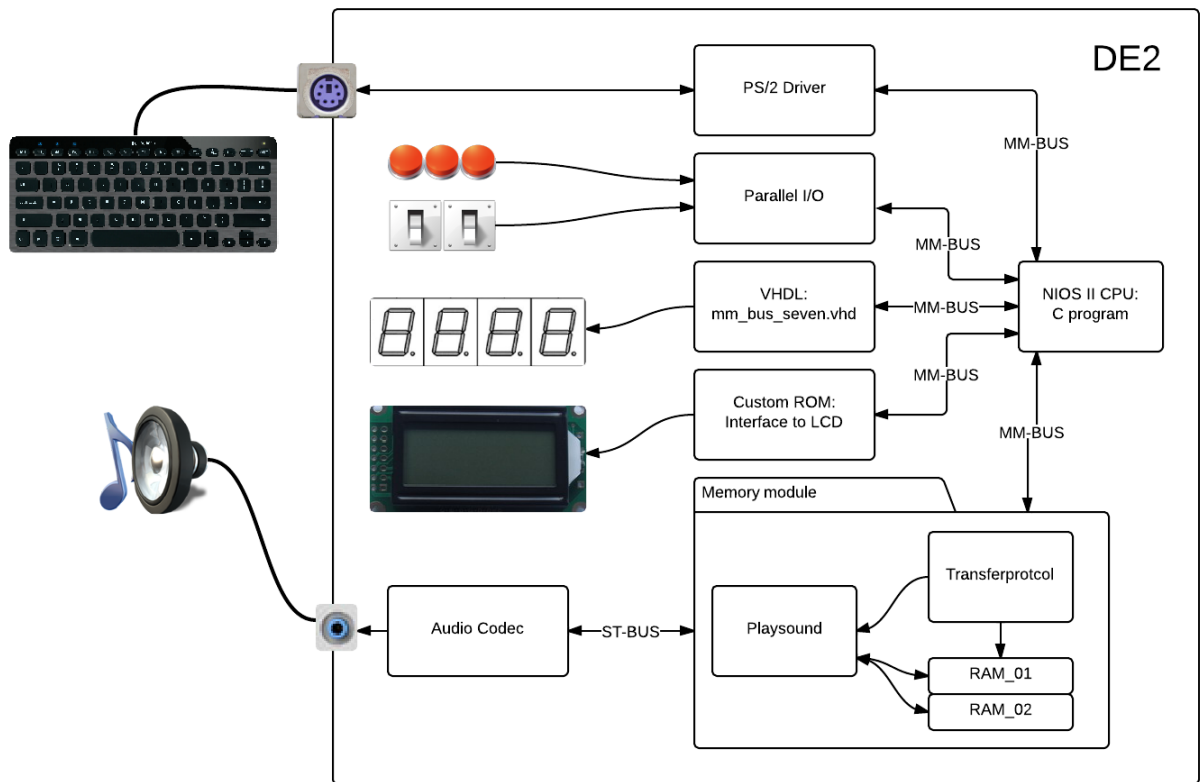 DE2
PS/2 Driver
MM-BUS
Parallel I/O
MM-BUS
VHDL:
mm_bus_seven.vhd
MM-BUS
NIOS II CPU:
C program
Custom ROM:
Interface to LCD
MM-BUS
MM-BUS
Memory module
Transferprotcol
Audio Codec
ST-BUS
Playsound
RAM_01
RAM_02